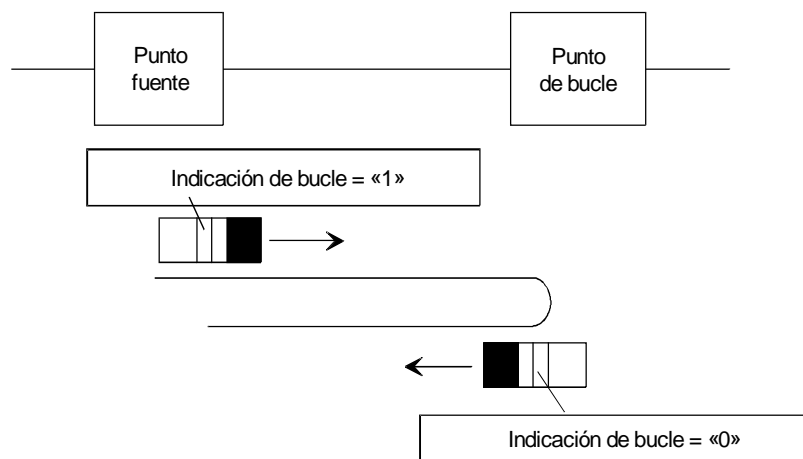 Punto
fuente
Punto
de bucle
Indicación de bucle = «1»
Indicación de bucle = «0»